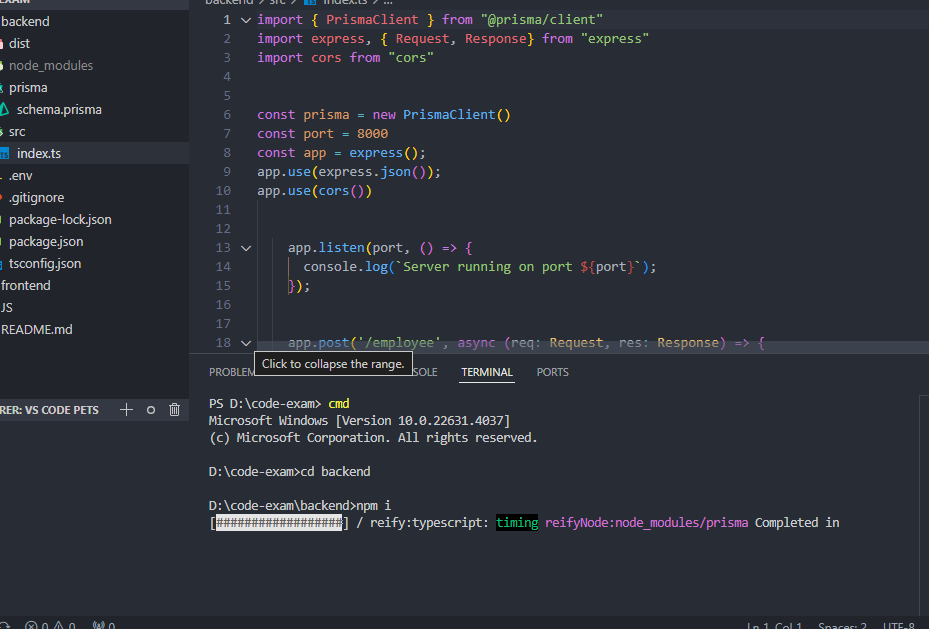 backend
dist
node_modules
prisma
schema.prisma
src
index.ts
.env
.gitignore
package-lock.json
package.json
tsconfig.json
frontend
JS
README.md
RER: VS CODE PETS
backend > src > index.ts > ...
1 import { PrismaClient } from "@prisma/client"
2 import express, { Request, Response} from "express"
3 import cors from "cors"
4
5
6 const prisma = new PrismaClient()
7 const port = 8000
8 const app = express();
9 app.use(express.json());
10 app.use(cors())
11
12
13 app.listen(port, () => {
14 console.log(`Server running on port ${port}`);
15 });
16
17
18 app.post('/employee', async (req: Request, res: Response) => {
Click to collapse the range.
PROBLEM SOLE TERMINAL PORTS
PS D:\code-exam> cmd
Microsoft Windows [Version 10.0.22631.4037]
(c) Microsoft Corporation. All rights reserved.
D:\code-exam>cd backend
D:\code-exam\backend>npm i
[##################] / reify:typescript: timing reifyNode:node_modules/prisma Completed in
0 0 0 Ln 1, Col 1 Spaces: 2 UTF-8